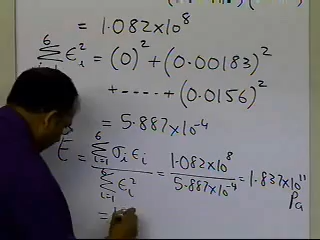 = 1.082×10⁸
6 Σ εᵢ² = (0)² + (0.00183)²
+ ---- + (0.0156)²
= 5.887×10⁻⁴
E = 6 Σ i=1 σᵢ εᵢ / 6 Σ i=1 εᵢ² = 1.082×10⁸ / 5.887×10⁻⁴ = 1.837×10¹¹ Pa
=